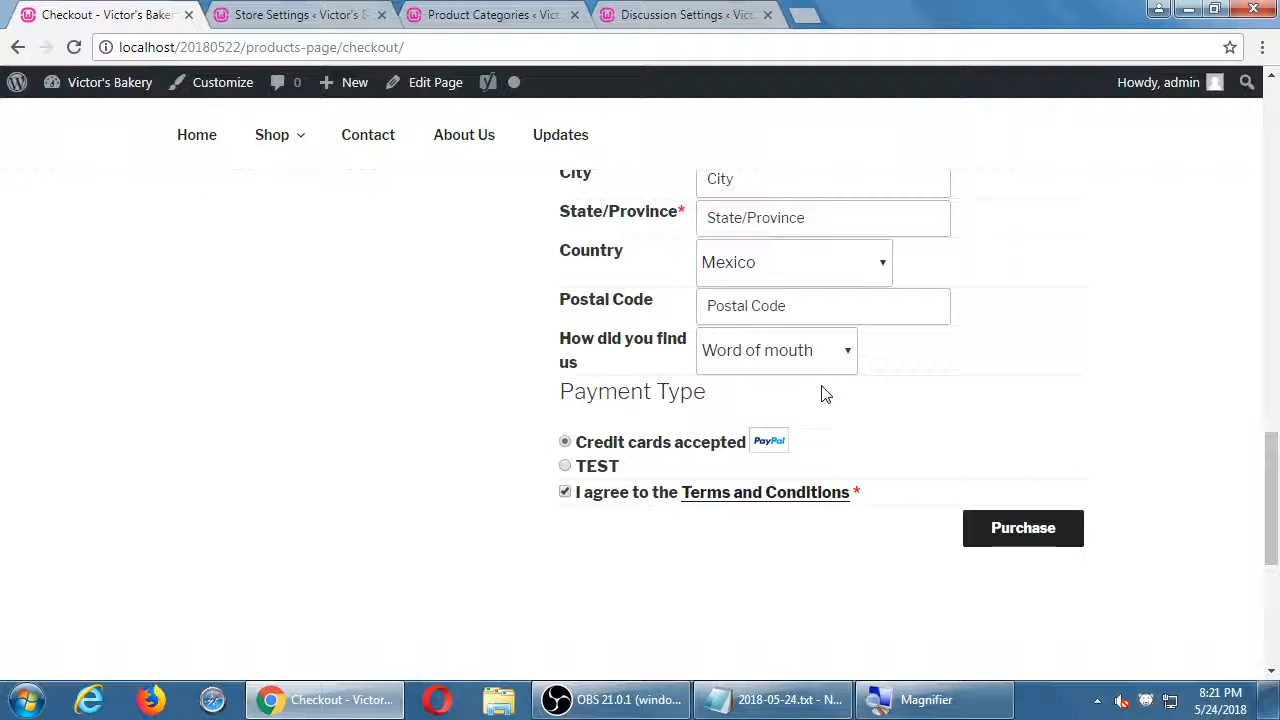 Checkout - Victor's Baker
Store Settings ‹ Victor's B
Product Categories ‹ Vic
Discussion Settings ‹ Vic
localhost/20180522/products-page/checkout/
Victor's Bakery
Customize
0
New
Edit Page
Howdy, admin
Home
Shop
Contact
About Us
Updates
City
City
State/Province*
State/Province
Country
Mexico
Postal Code
Postal Code
How did you find
us
Word of mouth
Payment Type
Credit cards accepted PayPal
TEST
I agree to the Terms and Conditions *
Purchase
Checkout - Victor...
OBS 21.0.1 (windo...
2018-05-24.txt - N...
Magnifier
8:21 PM
5/24/2018